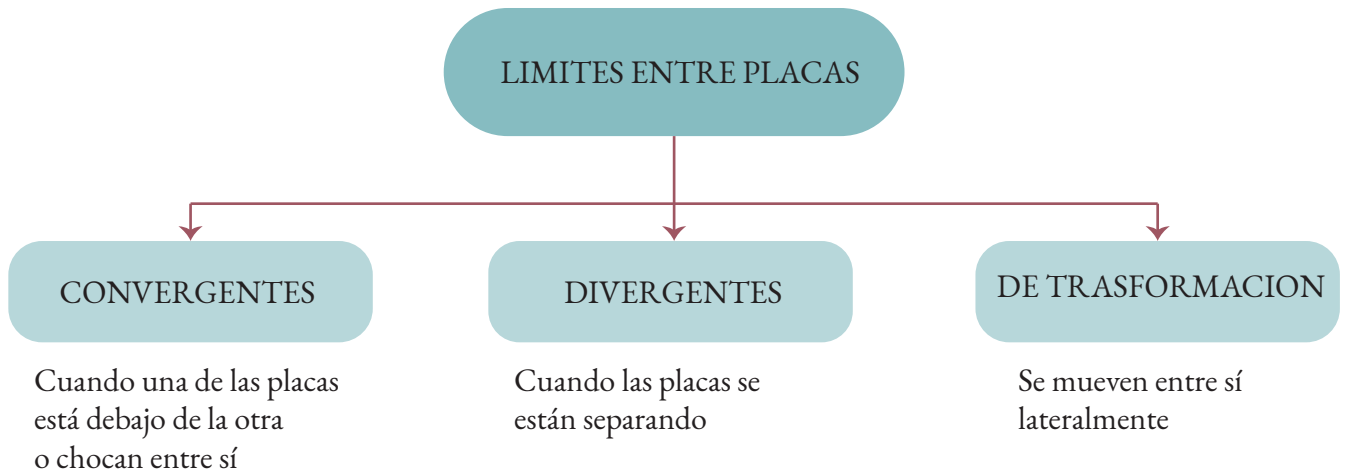 LIMITES ENTRE PLACAS
CONVERGENTES
Cuando una de las placas
está debajo de la otra
o chocan entre sí
DIVERGENTES
Cuando las placas se
están separando
DE TRASFORMACION
Se mueven entre sí
lateralmente